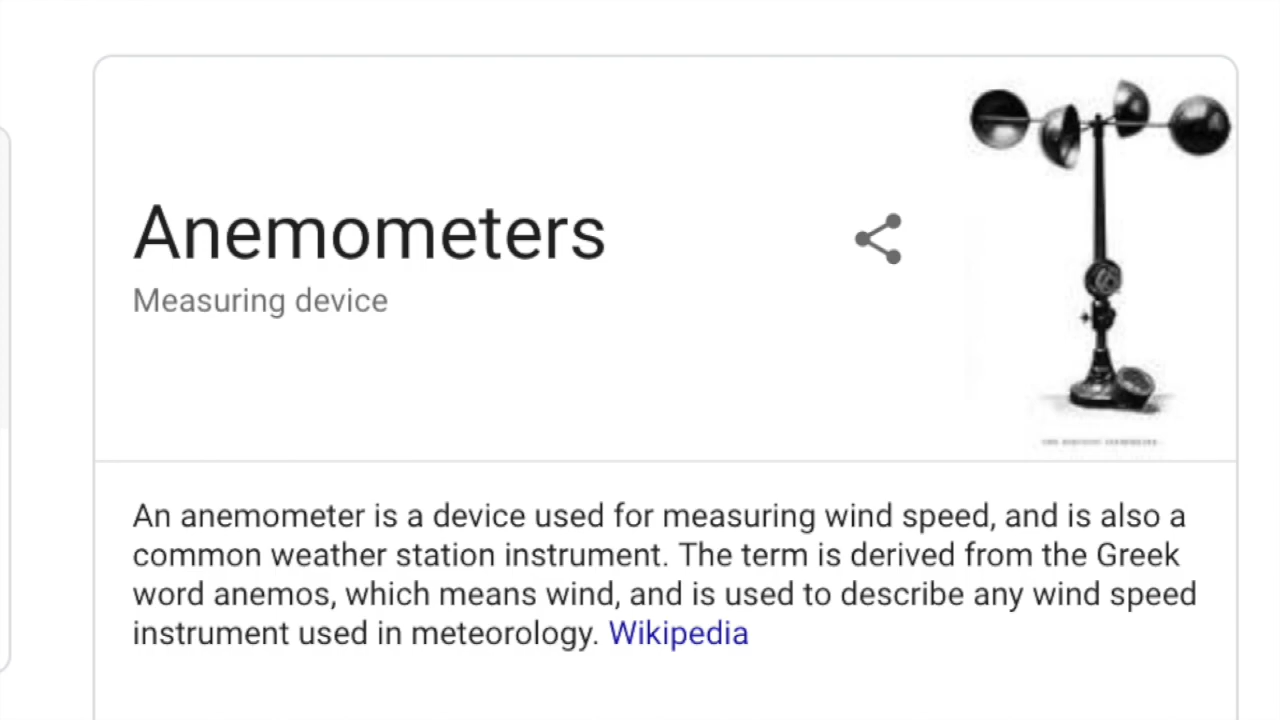 Anemometers
Measuring device
An anemometer is a device used for measuring wind speed, and is also a
common weather station instrument. The term is derived from the Greek
word anemos, which means wind, and is used to describe any wind speed
instrument used in meteorology. Wikipedia